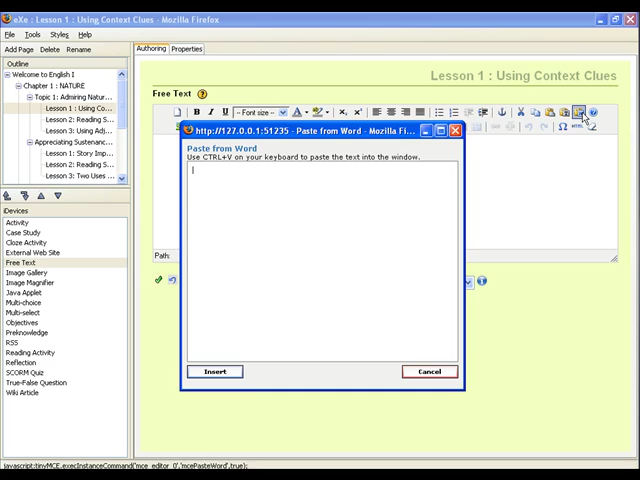 eXe : Lesson 1 : Using Context Clues - Mozilla Firefox
File Tools Styles Help
Add Page Delete Rename
Authoring Properties
Outline
Welcome to English I
Chapter 1 : NATURE
Topic 1: Admiring Natur...
Lesson 1 : Using Co...
Lesson 2: Reading S...
Lesson 3: Using Adj...
Appreciating Sustenanc...
Lesson 1: Story Imp...
Lesson 2: Reading S...
Lesson 3: Two Uses
iDevices
Activity
Case Study
Cloze Activity
External Web Site
Free Text
Image Gallery
Image Magnifier
Java Applet
Multi-choice
Multi-select
Objectives
Preknowledge
RSS
Reading Activity
Reflection
SCORM Quiz
True-False Question
Wiki Article
Lesson 1 : Using Context Clues
Free Text
B I U -- Font size --
HTML
Path:
http://127.0.0.1:51235 - Paste from Word - Mozilla Fi...
Paste from Word
Use CTRL+V on your keyboard to paste the text into the window.
Insert Cancel
javascript:tinyMCE.execInstanceCommand('mce_editor_0','mcePasteWord',true);